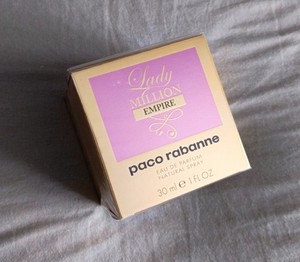 Lady
MILLION
EMPIRE
paco rabanne
EAU DE PARFUM
NATURAL SPRAY
30 ml e 1 FL.OZ